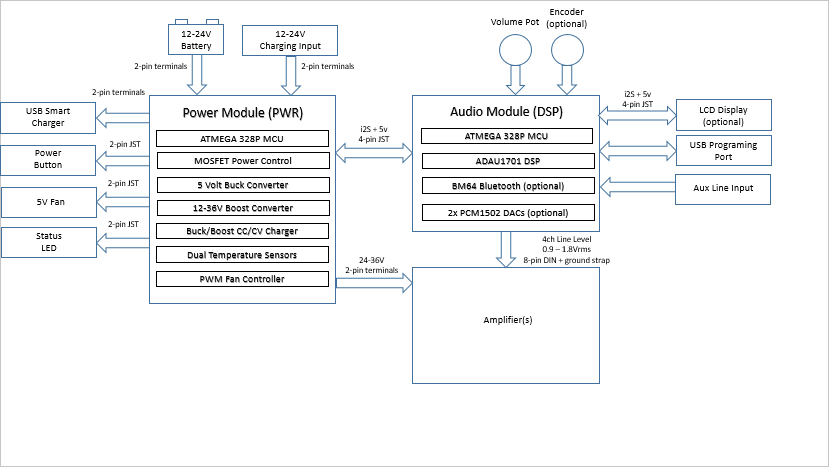 12-24V
Battery
12-24V
Charging Input
Volume Pot
Encoder
(optional)
2-pin terminals
2-pin terminals
2-pin terminals
USB Smart
Charger
2-pin JST
Power
Button
2-pin JST
5V Fan
2-pin JST
Status
LED
Power Module (PWR)
ATMEGA 328P MCU
MOSFET Power Control
5 Volt Buck Converter
12-36V Boost Converter
Buck/Boost CC/CV Charger
Dual Temperature Sensors
PWM Fan Controller
i2S + 5v
4-pin JST
Audio Module (DSP)
ATMEGA 328P MCU
ADAU1701 DSP
BM64 Bluetooth (optional)
2x PCM1502 DACs (optional)
i2S + 5v
4-pin JST
LCD Display
(optional)
USB Programing
Port
Aux Line Input
4ch Line Level
0.9 – 1.8Vrms
8-pin DIN + ground strap
24-36V
2-pin terminals
Amplifier(s)